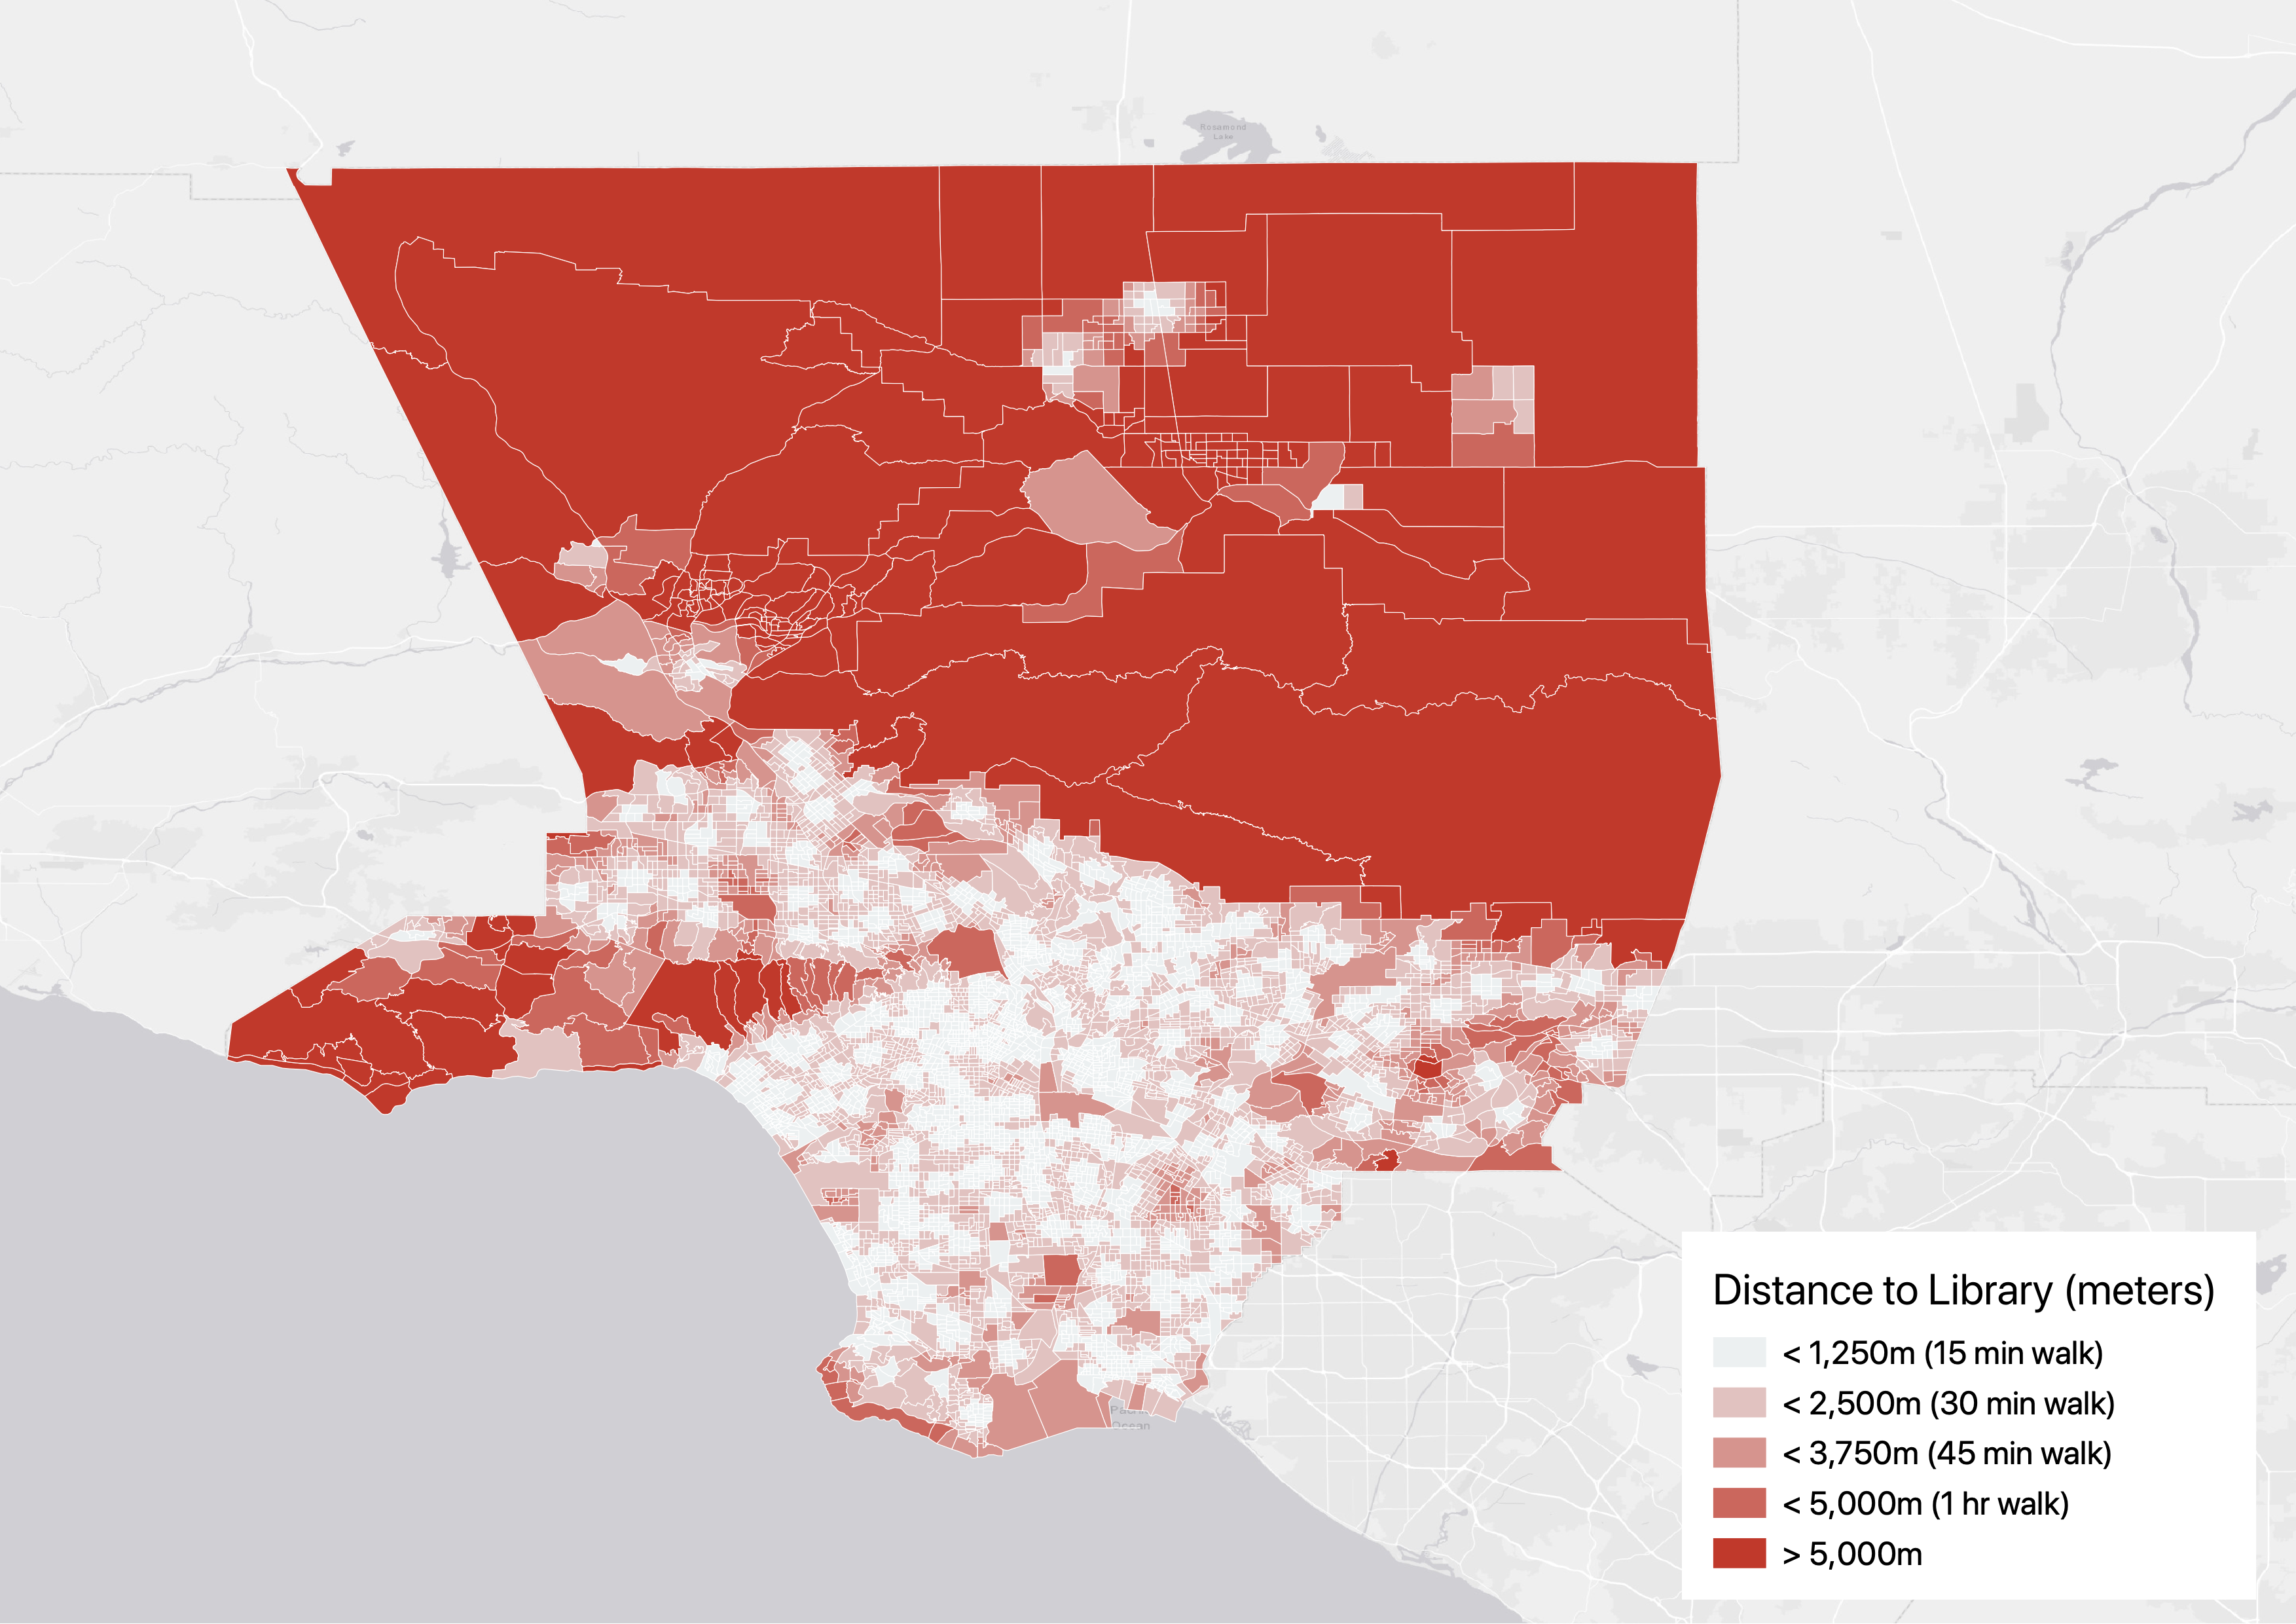 Rosamond
Lake
Ocean
Distance to Library (meters)
< 1,250m (15 min walk)
< 2,500m (30 min walk)
< 3,750m (45 min walk)
< 5,000m (1 hr walk)
> 5,000m